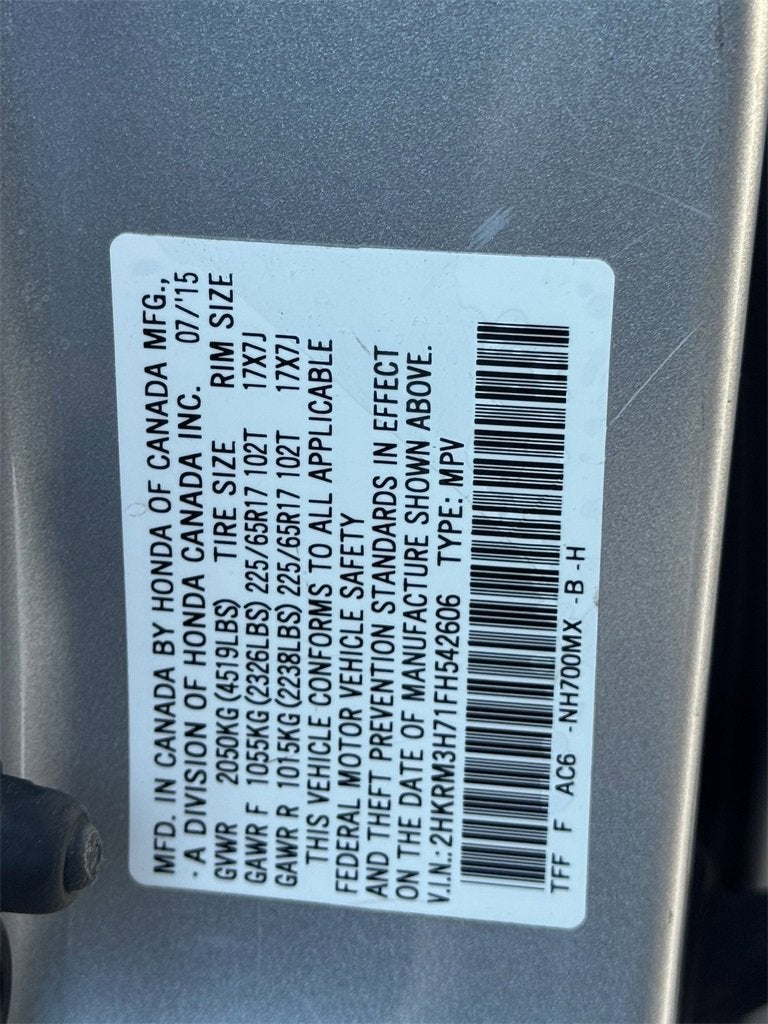 MFD. IN CANADA BY HONDA OF CANADA MFG.,
- A DIVISION OF HONDA CANADA INC. 07/'15
GVWR 2050KG (4519LBS) TIRE SIZE RIM SIZE
GAWR F 1055KG (2326LBS) 225/65R17 102T 17X7J
GAWR R 1015KG (2238LBS) 225/65R17 102T 17X7J
THIS VEHICLE CONFORMS TO ALL APPLICABLE
FEDERAL MOTOR VEHICLE SAFETY
AND THEFT PREVENTION STANDARDS IN EFFECT
ON THE DATE OF MANUFACTURE SHOWN ABOVE.
V.I.N.: 2HKRM3H71FH542606 TYPE: MPV
TFF F AC6 -NH700MX -B -H